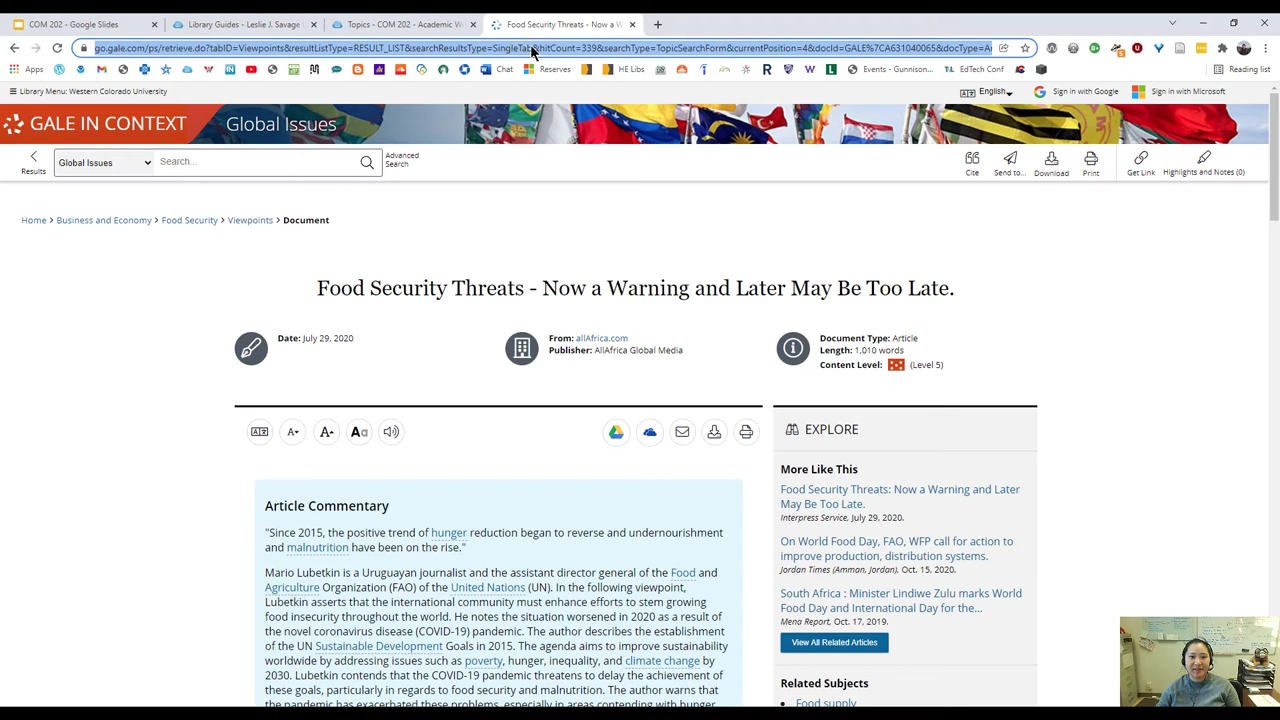 COM 202 - Google Slides
Library Guides - Leslie J. Savage
Topics - COM 202 - Academic W
Food Security Threats - Now a W
go.gale.com/ps/retrieve.do?tabID=Viewpoints&resultListType=RESULT_LIST&searchResultsType=SingleTab&hitCount=339&searchType=TopicSearchForm&currentPosition=4&docId=GALE%7CA631040065&docType=Ar
Apps
Chat
Reserves
HE Libs
Events - Gunnison...
EdTech Conf
Reading list
Library Menu: Western Colorado University
English
Sign in with Google
Sign in with Microsoft
GALE IN CONTEXT
Global Issues
Results
Global Issues
Search...
Advanced
Search
Cite
Send to...
Download
Print
Get Link
Highlights and Notes (0)
Home > Business and Economy > Food Security > Viewpoints > Document
Food Security Threats - Now a Warning and Later May Be Too Late.
Date: July 29, 2020
From: allAfrica.com
Publisher: AllAfrica Global Media
Document Type: Article
Length: 1,010 words
Content Level: (Level 5)
A
A
Aa
EXPLORE
Article Commentary
"Since 2015, the positive trend of hunger reduction began to reverse and undernourishment
and malnutrition have been on the rise."
Mario Lubetkin is a Uruguayan journalist and the assistant director general of the Food and
Agriculture Organization (FAO) of the United Nations (UN). In the following viewpoint,
Lubetkin asserts that the international community must enhance efforts to stem growing
food insecurity throughout the world. He notes the situation worsened in 2020 as a result of
the novel coronavirus disease (COVID-19) pandemic. The author describes the establishment
of the UN Sustainable Development Goals in 2015. The agenda aims to improve sustainability
worldwide by addressing issues such as poverty, hunger, inequality, and climate change by
2030. Lubetkin contends that the COVID-19 pandemic threatens to delay the achievement of
these goals, particularly in regards to food security and malnutrition. The author warns that
the pandemic has exacerbated these problems, especially in areas contending with hunger
More Like This
Food Security Threats: Now a Warning and Later
May Be Too Late.
Interpress Service, July 29, 2020.
On World Food Day, FAO, WFP call for action to
improve production, distribution systems.
Jordan Times (Amman, Jordan), Oct. 15, 2020.
South Africa : Minister Lindiwe Zulu marks World
Food Day and International Day for the...
Mena Report, Oct. 17, 2019.
View All Related Articles
Related Subjects
Food supply